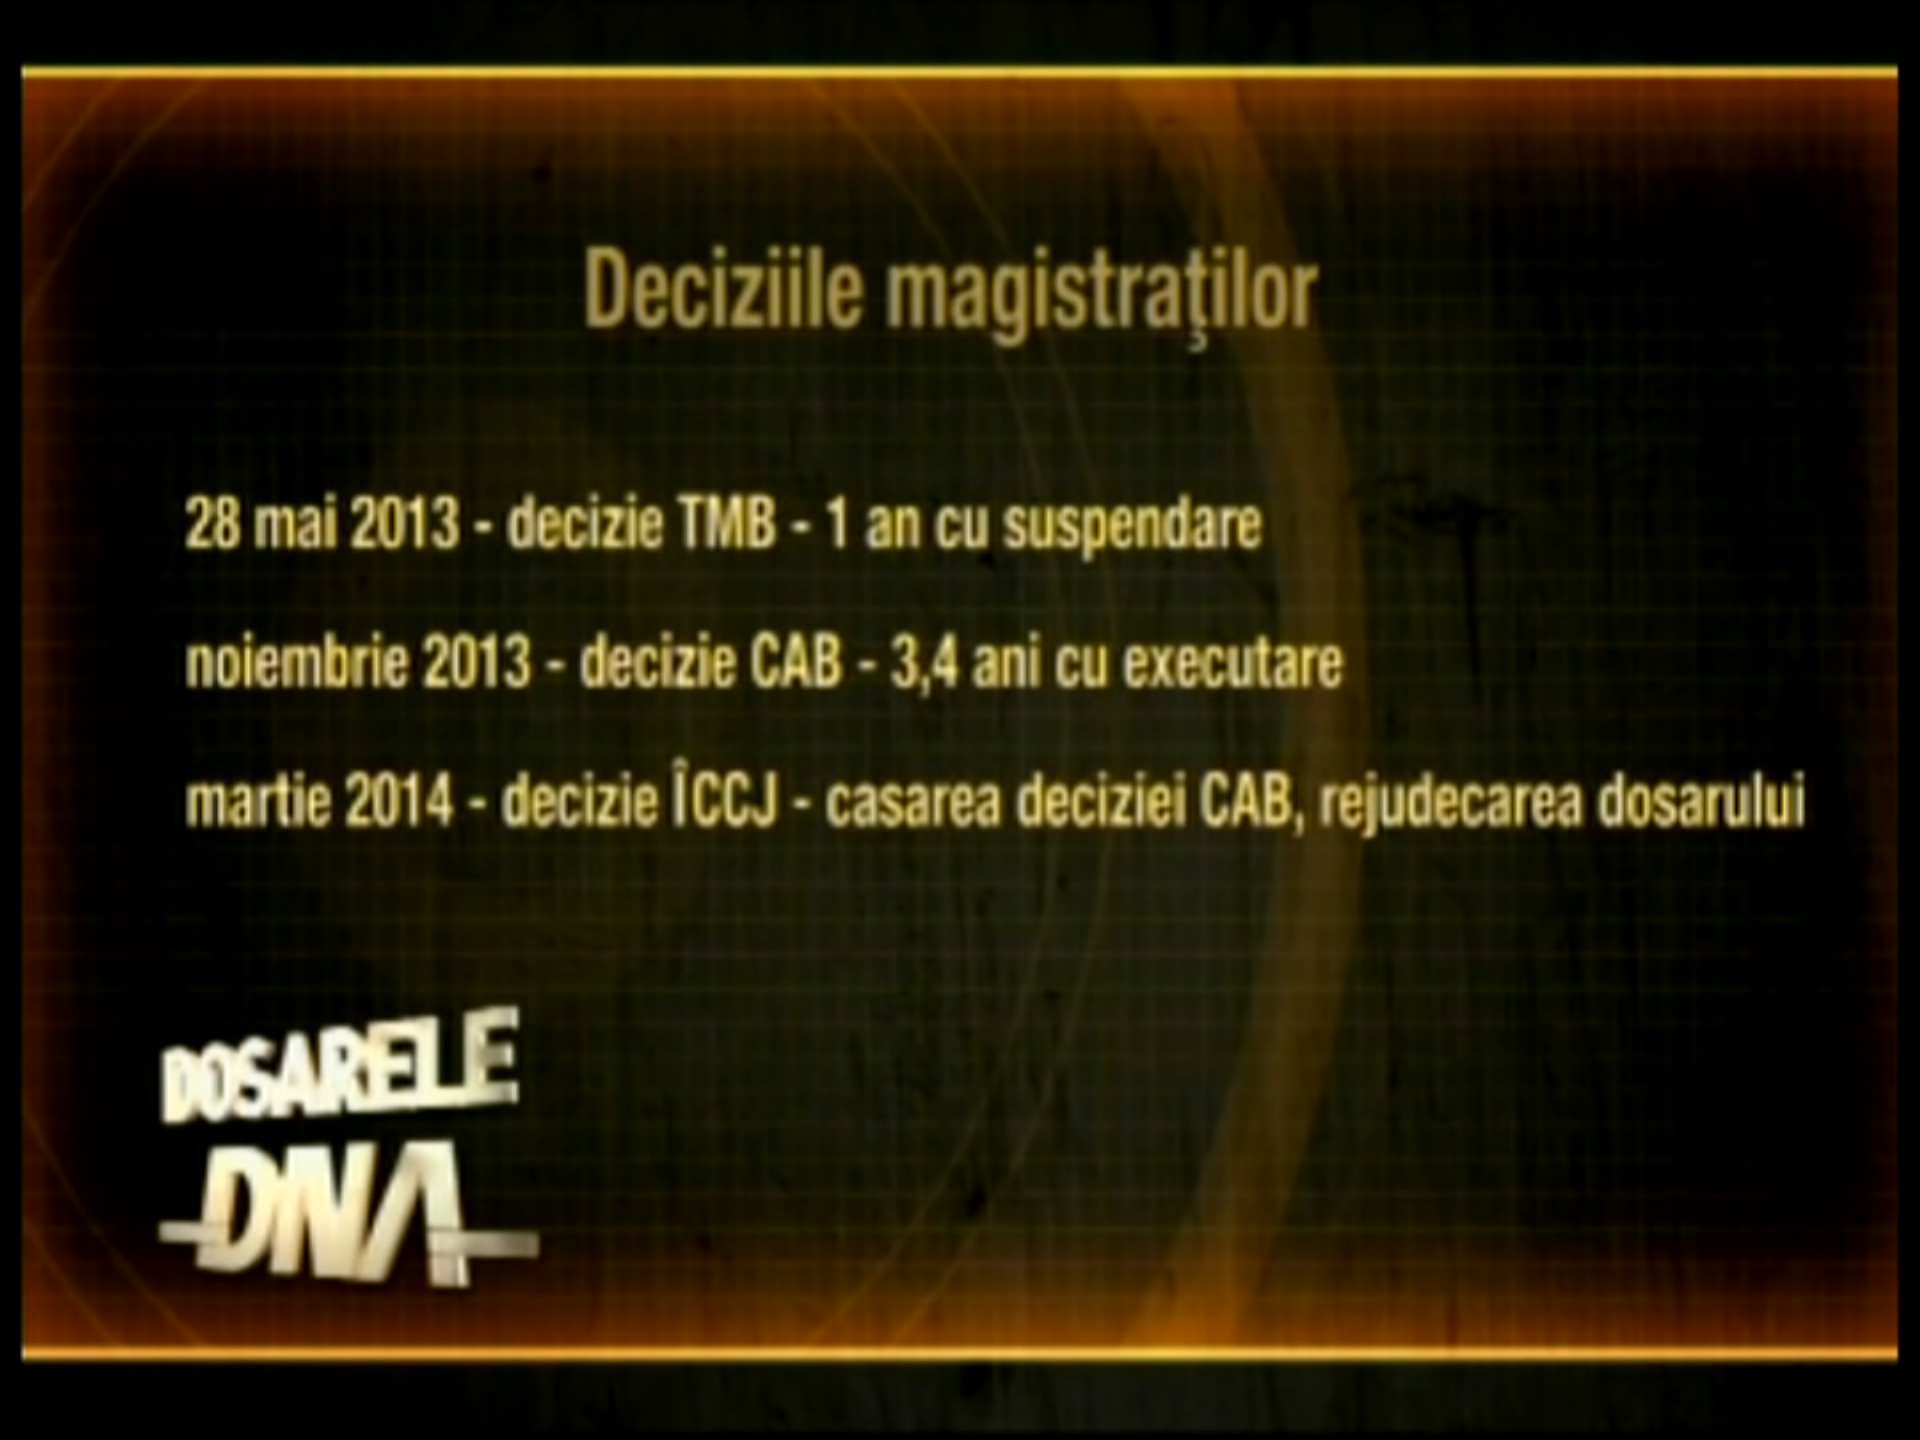 Deciziile magistraţilor
28 mai 2013 - decizie TMB - 1 an cu suspendare
noiembrie 2013 - decizie CAB - 3,4 ani cu executare
martie 2014 - decizie ÎCCJ - casarea deciziei CAB, rejudecarea dosarului
DOSARELE
DNA